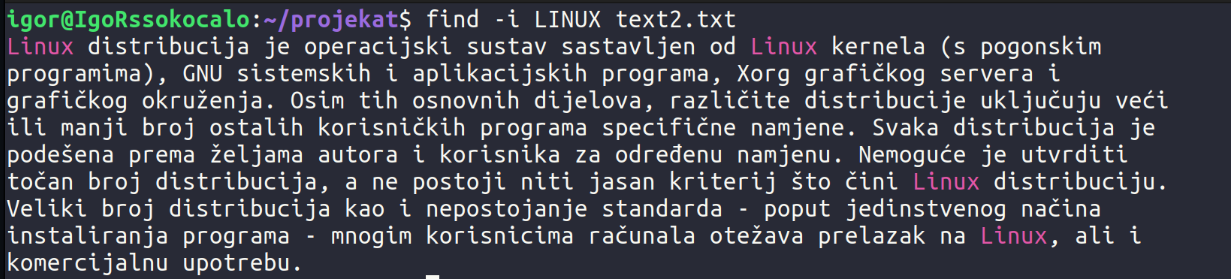 igor@IgoRssokocalo:~/projekat$ find -i LINUX text2.txt
Linux distribucija je operacijski sustav sastavljen od Linux kernela (s pogonskim
programima), GNU sistemskih i aplikacijskih programa, Xorg grafičkog servera i
grafičkog okruženja. Osim tih osnovnih dijelova, različite distribucije uključuju veći
ili manji broj ostalih korisničkih programa specifične namjene. Svaka distribucija je
podešena prema željama autora i korisnika za određenu namjenu. Nemoguće je utvrditi
točan broj distribucija, a ne postoji niti jasan kriterij što čini Linux distribuciju.
Veliki broj distribucija kao i nepostojanje standarda - poput jedinstvenog načina
instaliranja programa - mnogim korisnicima računala otežava prelazak na Linux, ali i
komercijalnu upotrebu.